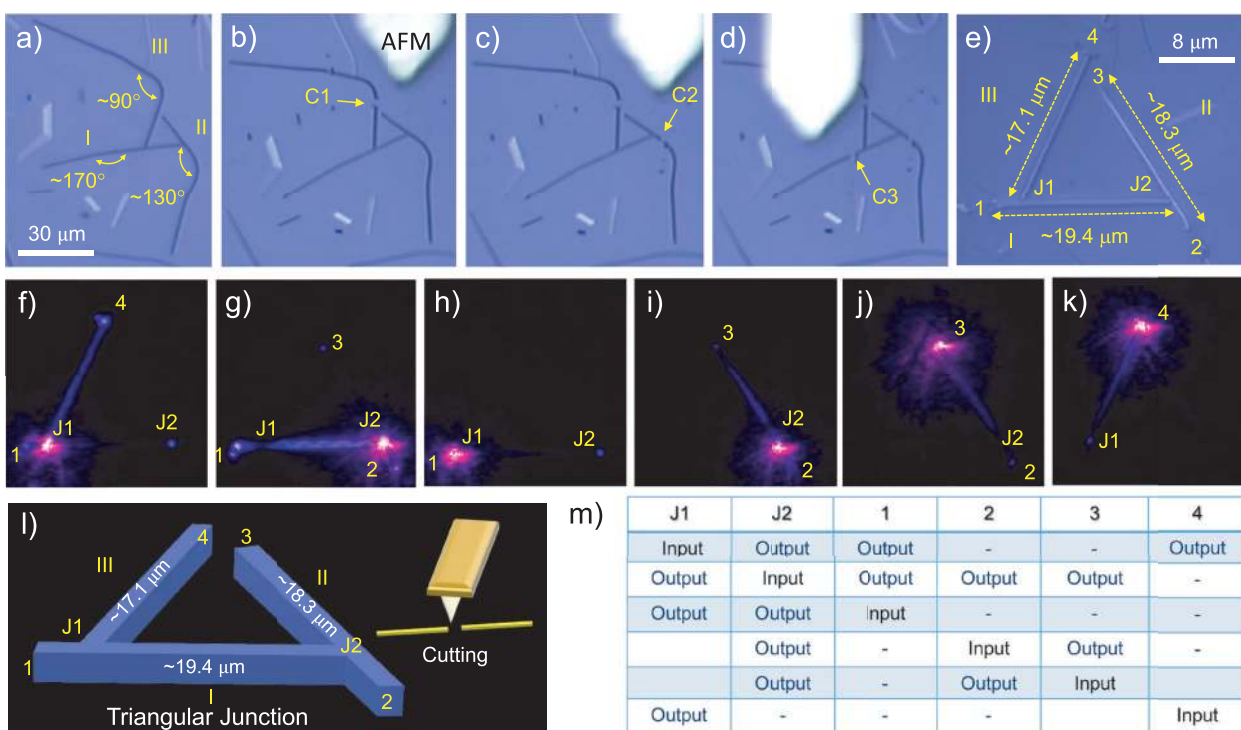 a)
III
~90°
II
I
~170°
~130°
30 μm
b)
AFM
C1
c)
C2
d)
C3
e)
4
8 μm
3
III
~17.1 μm
~18.3 μm
II
J1
J2
1
I
~19.4 μm
2
f)
4
J1
J2
1
g)
3
J1
J2
1
2
h)
J1
J2
1
i)
3
J2
2
j)
3
J2
2
k)
4
J1
l)
4
3
III
II
~17.1 μm
~18.3 μm
J1
J2
1
~19.4 μm
Cutting
I
2
Triangular Junction
m)
J1 J2 1 2 3 4
Input Output Output - - Output
Output Input Output Output Output -
Output Output Input - - -
Output - Input Output -
Output - Output Input
Output - - - Input